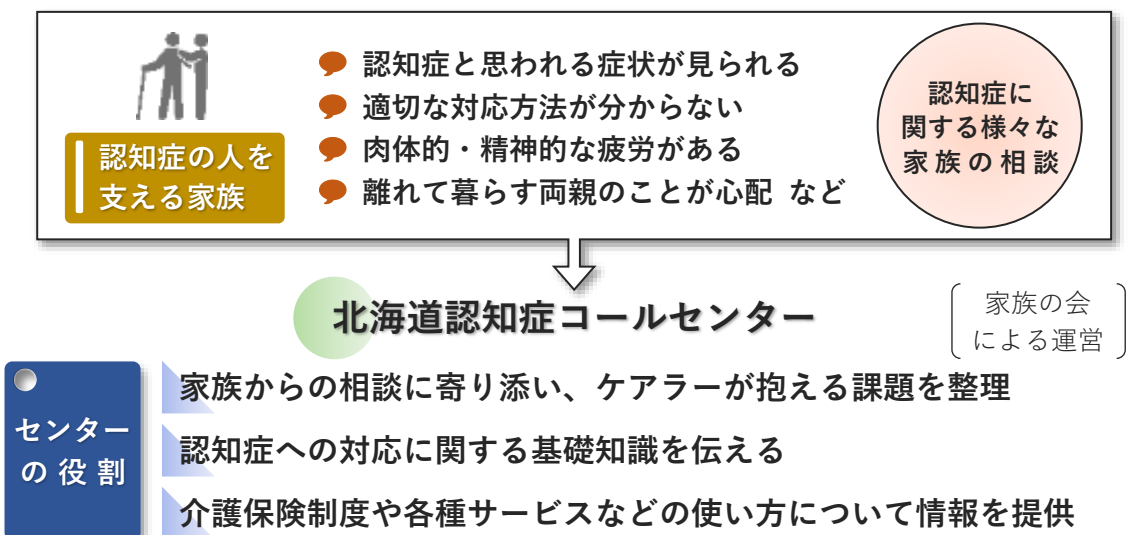 認知症と思われる症状が見られる
適切な対応方法が分からない
肉体的・精神的な疲労がある
離れて暮らす両親のことが心配 など
認知症の人を
支える家族
認知症に
関する様々な
家族の相談
北海道認知症コールセンター
家族の会
による運営
センター
の役割
家族からの相談に寄り添い、ケアラーが抱える課題を整理
認知症への対応に関する基礎知識を伝える
介護保険制度や各種サービスなどの使い方について情報を提供